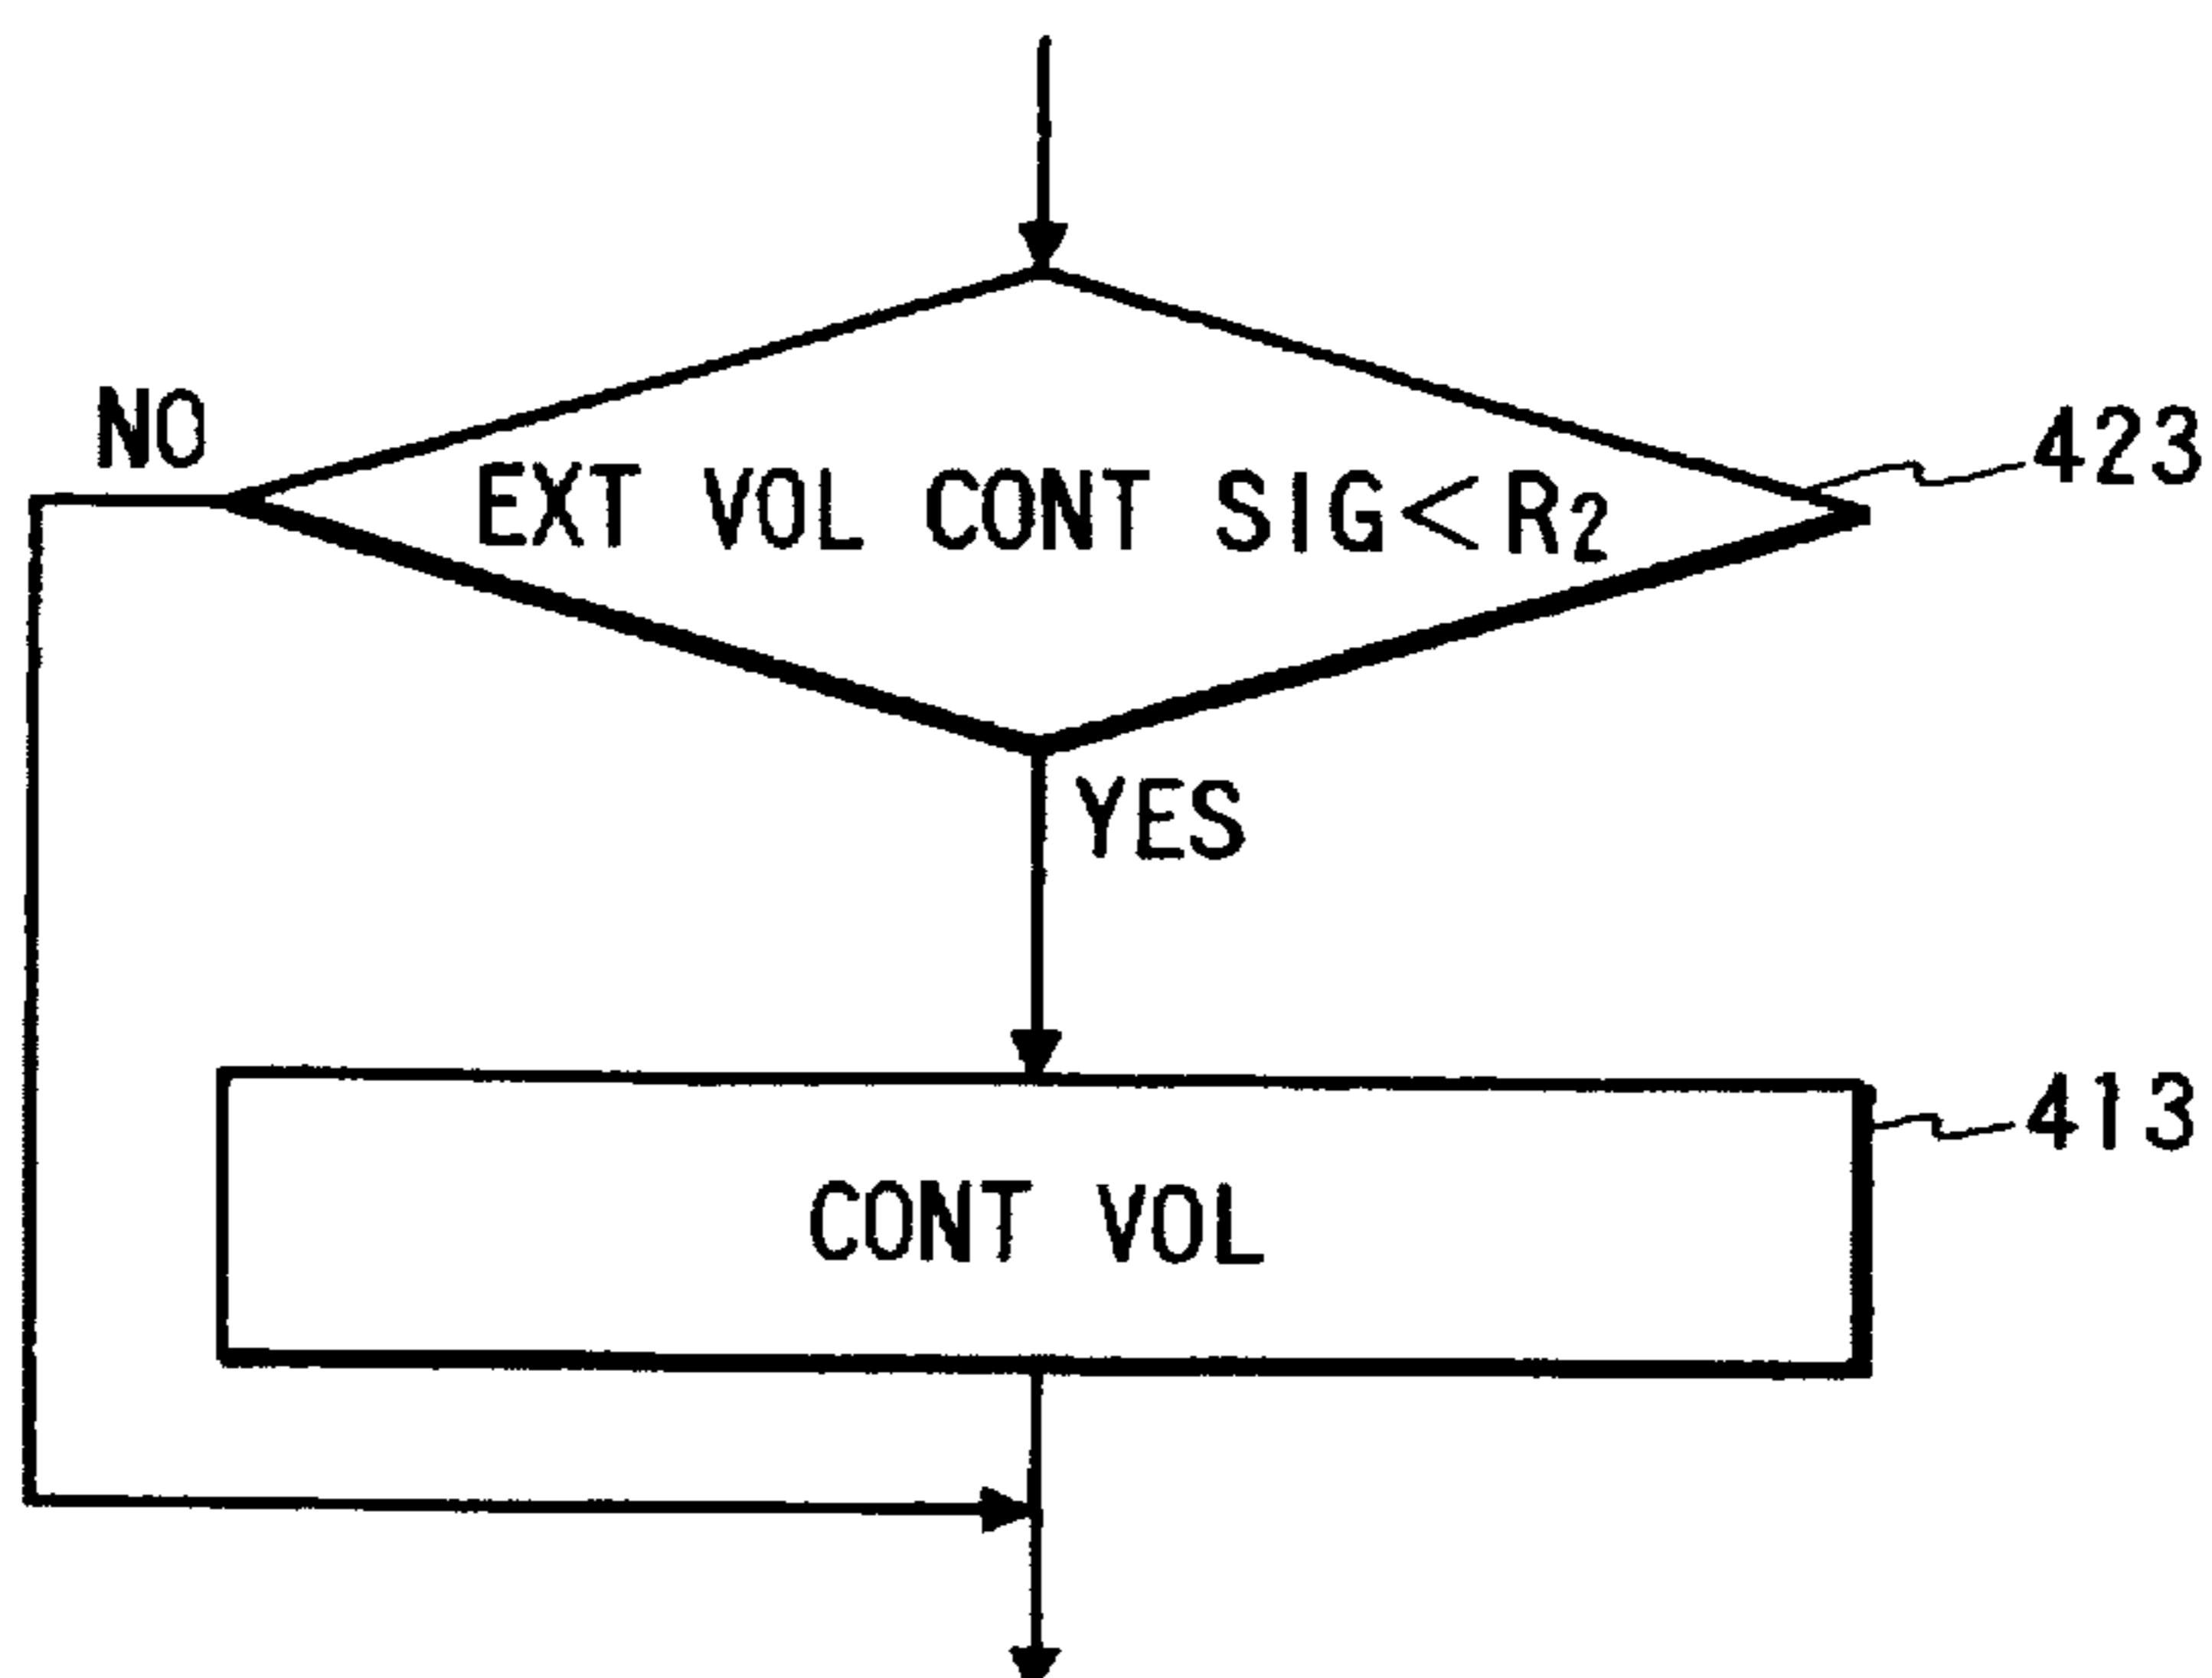 NO
423
EXT VOL CONT SIG<R₂
YES
413
CONT VOL